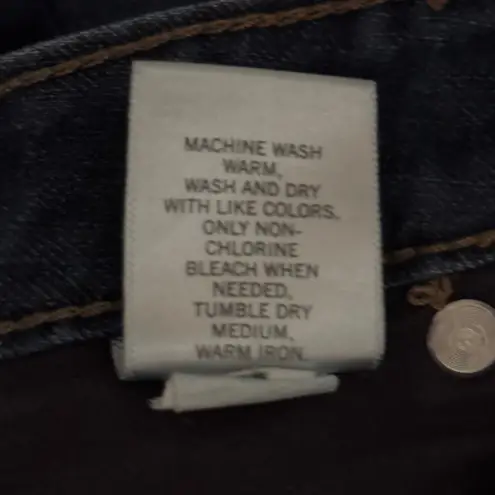 MACHINE WASH
WARM,
WASH AND DRY
WITH LIKE COLORS,
ONLY NON-
CHLORINE
BLEACH WHEN
NEEDED,
TUMBLE DRY
MEDIUM,
WARM IRON.